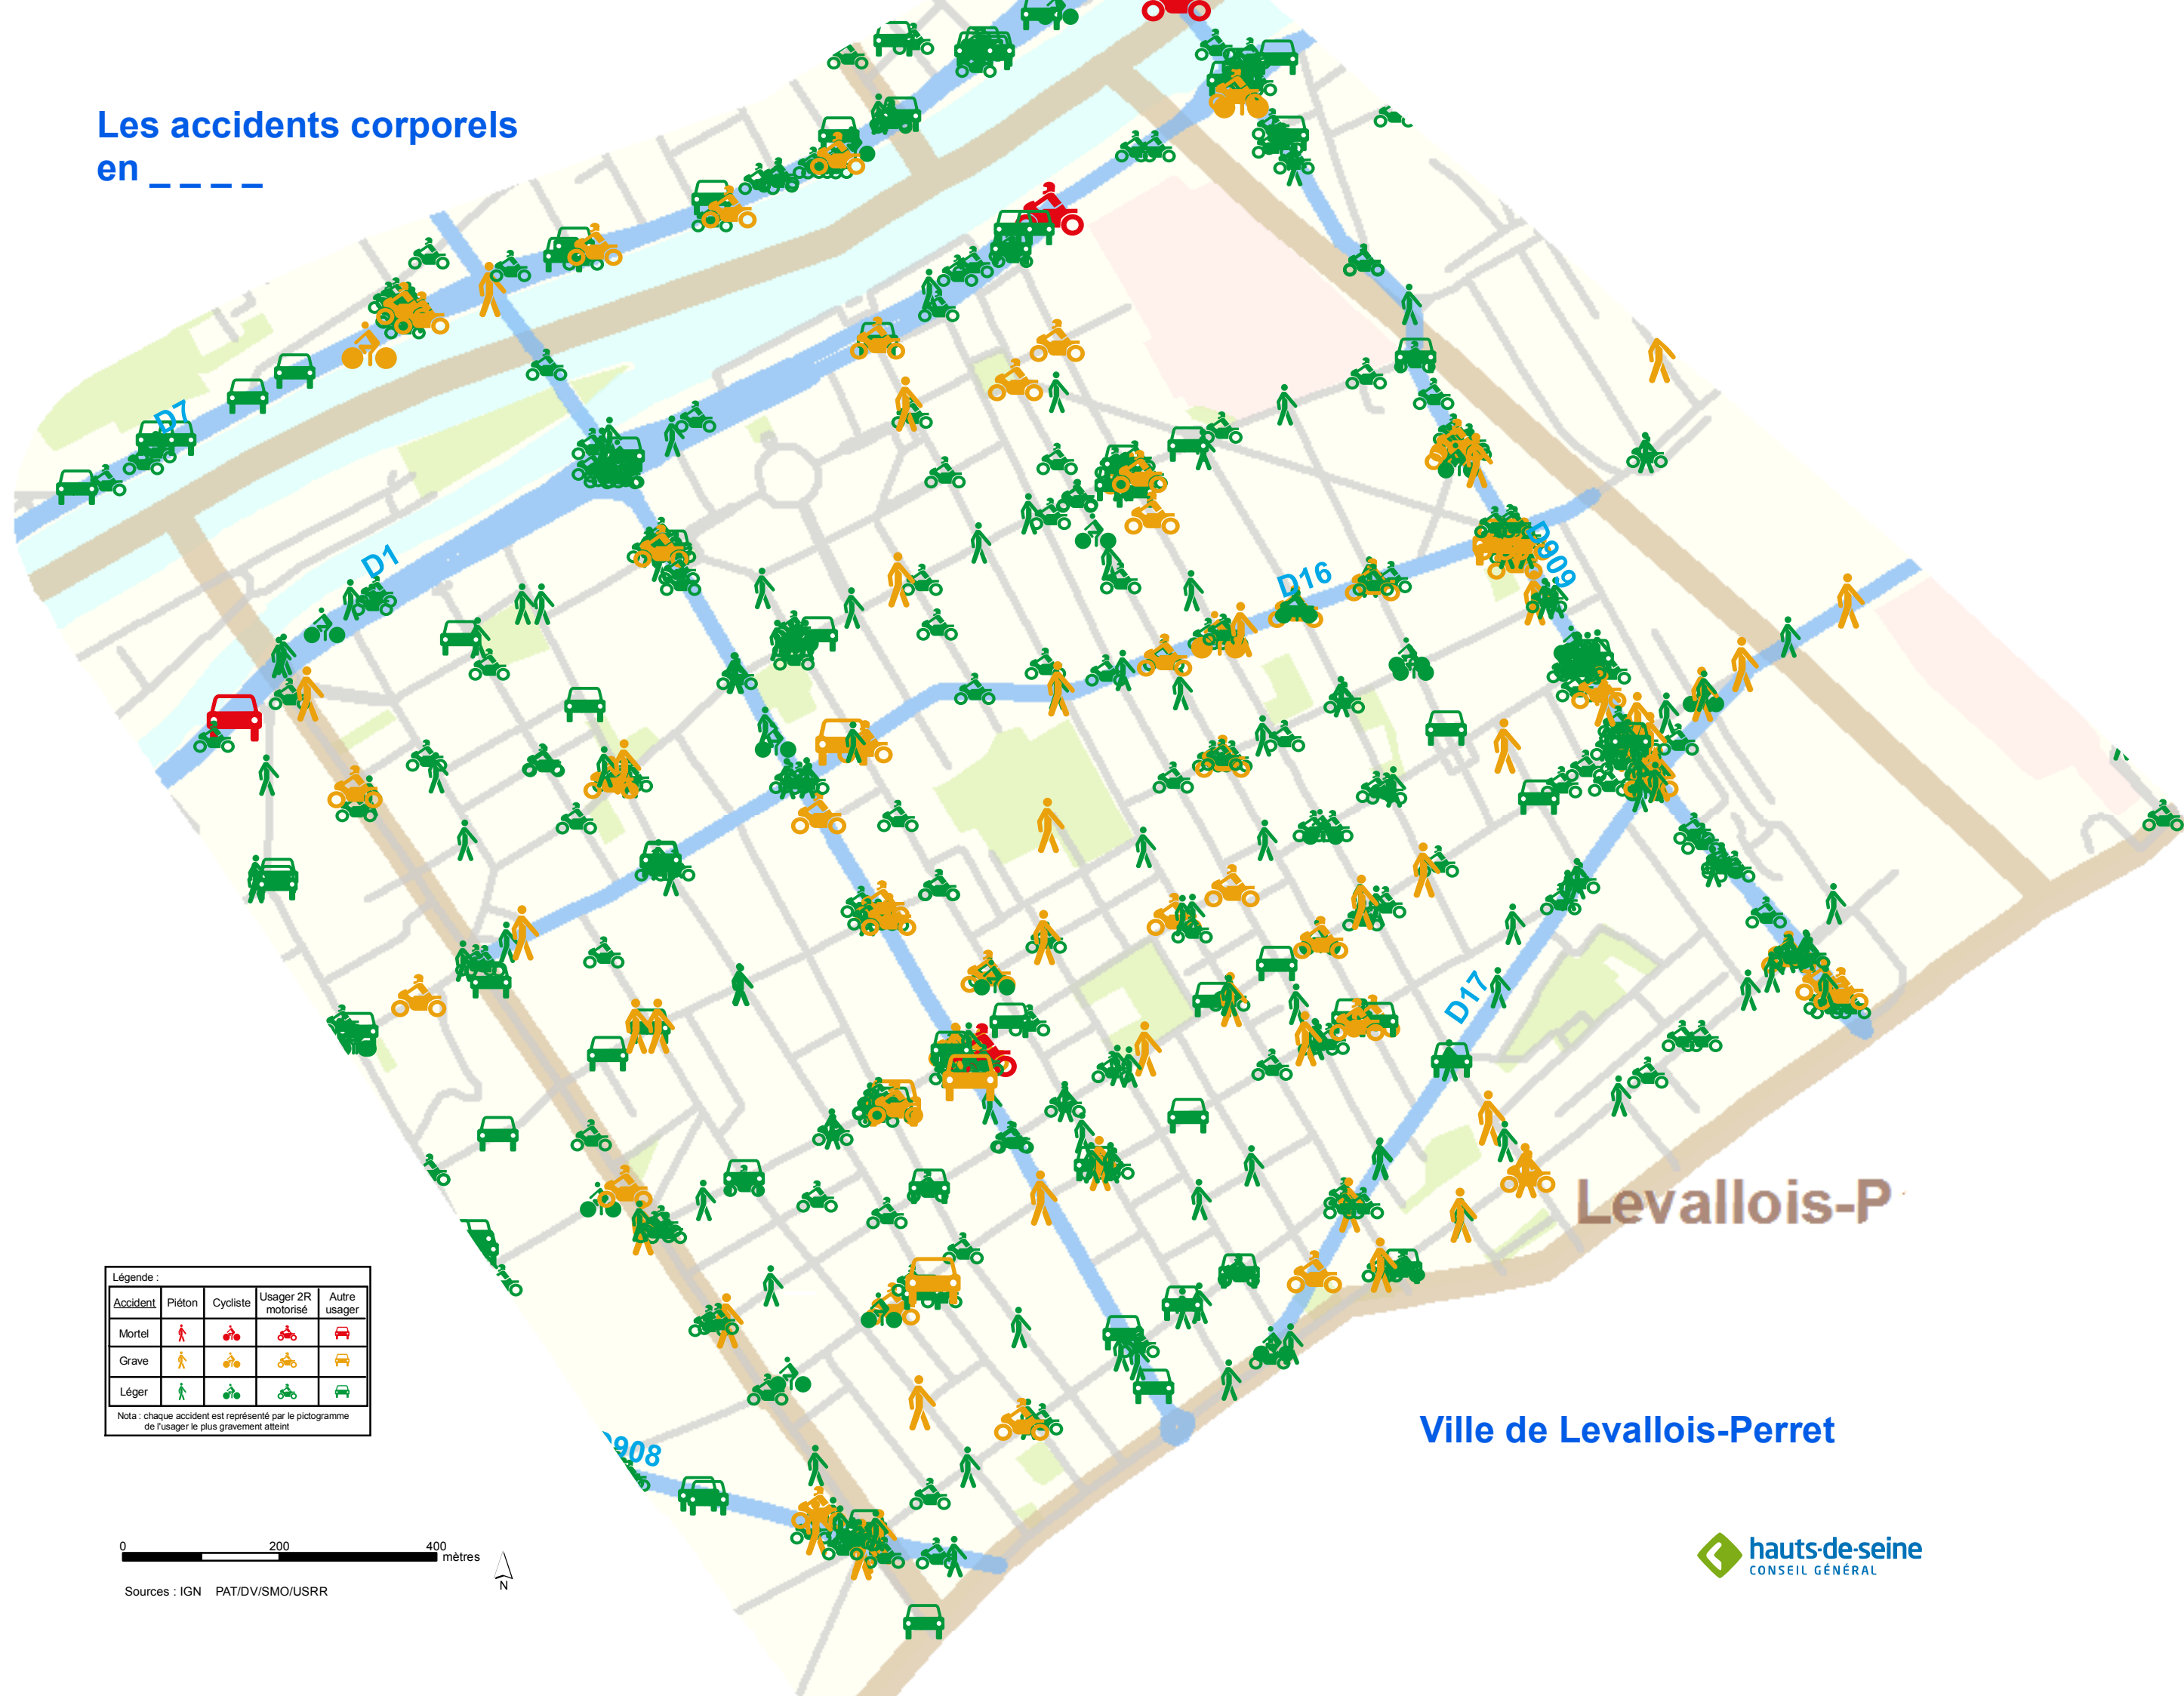 Les accidents corporels
en _ _ _ _
D7
D1
D16
D909
D17
Levallois-P
Légende :
Accident Piéton Cycliste Usager 2R motorisé Autre usager
Mortel
Grave
Léger
Nota : chaque accident est représenté par le pictogramme
de l'usager le plus gravement atteint
908
Ville de Levallois-Perret
0 200 400 mètres
N
Sources : IGN PAT/DV/SMO/USRR
hauts-de-seine
CONSEIL GÉNÉRAL